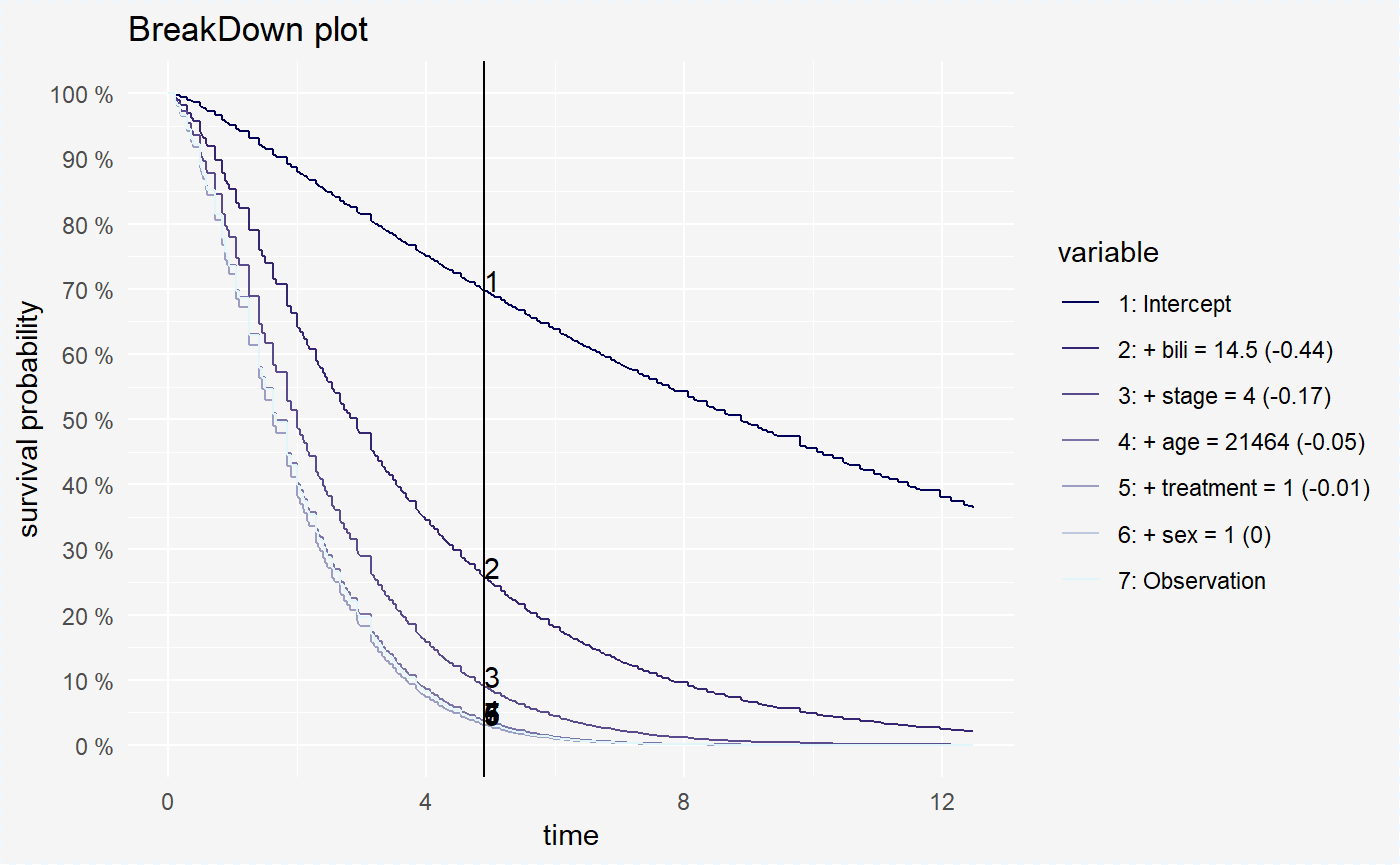 BreakDown plot
survival probability
100 %
90 %
80 %
70 %
60 %
50 %
40 %
30 %
20 %
10 %
0 %
1
2
3
0
4
8
12
time
variable
1: Intercept
2: + bili = 14.5 (-0.44)
3: + stage = 4 (-0.17)
4: + age = 21464 (-0.05)
5: + treatment = 1 (-0.01)
6: + sex = 1 (0)
7: Observation